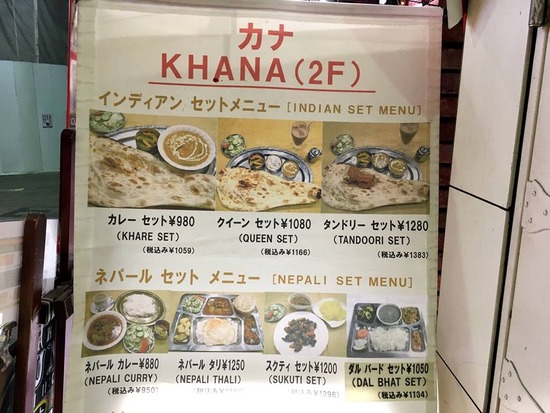 カナ
KHANA(2F)
インディアン セットメニュー [INDIAN SET MENU]
カレー セット¥980
(KHARE SET)
(税込み¥1059)
クイーン セット¥1080
(QUEEN SET)
(税込み¥1166)
タンドリー セット¥1280
(TANDOORI SET)
(税込み¥1383)
ネパール セット メニュー [NEPALI SET MENU]
ネパール カレー¥880
(NEPALI CURRY)
(税込み¥950)
ネパール タリ¥1250
(NEPALI THALI)
スクティ セット¥1200
(SUKUTI SET)
(税込み¥1296)
ダル バード セット¥1050
(DAL BHAT SET)
(税込み¥1134)